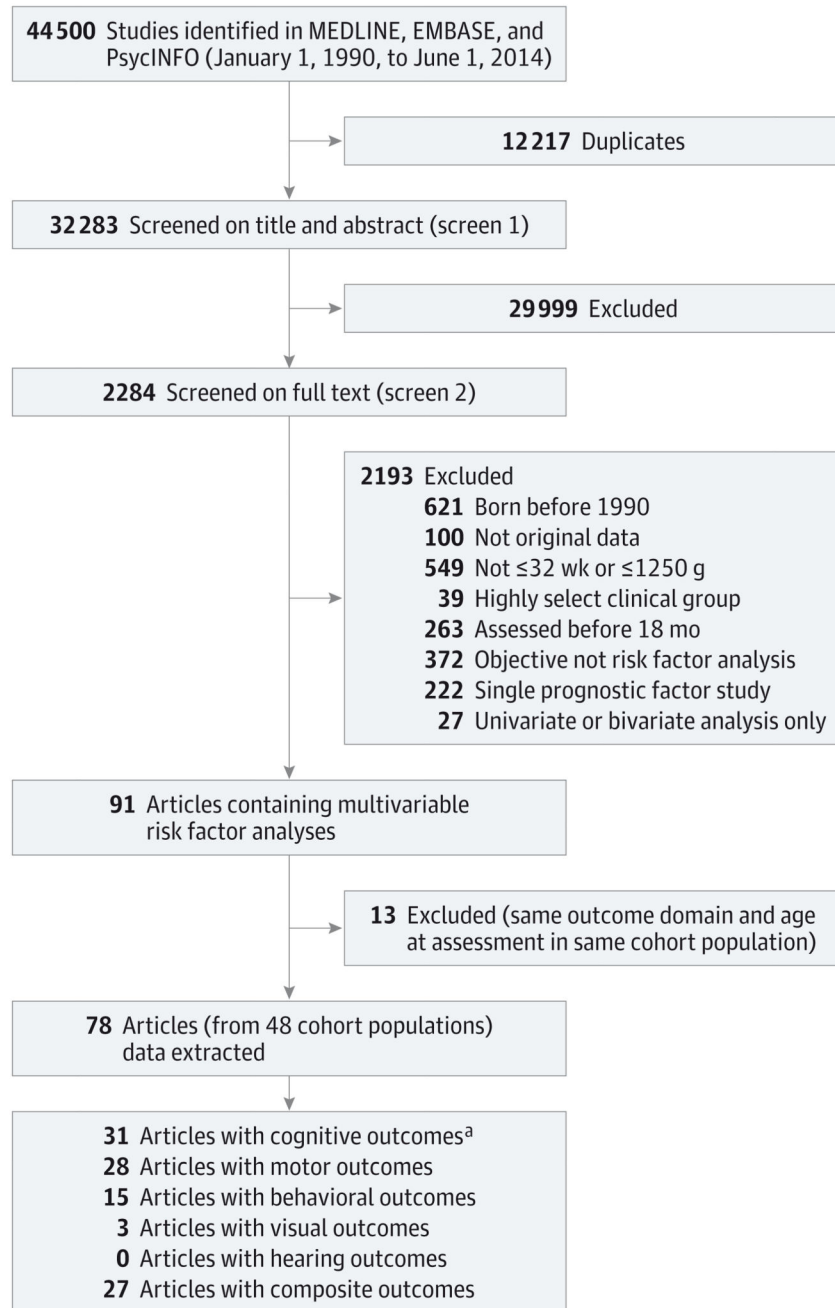 44 500 Studies identified in MEDLINE, EMBASE, and
PsycINFO (January 1, 1990, to June 1, 2014)
12 217 Duplicates
32 283 Screened on title and abstract (screen 1)
29 999 Excluded
2284 Screened on full text (screen 2)
2193 Excluded
621 Born before 1990
100 Not original data
549 Not ≤32 wk or ≤1250 g
39 Highly select clinical group
263 Assessed before 18 mo
372 Objective not risk factor analysis
222 Single prognostic factor study
27 Univariate or bivariate analysis only
91 Articles containing multivariable
risk factor analyses
13 Excluded (same outcome domain and age
at assessment in same cohort population)
78 Articles (from 48 cohort populations)
data extracted
31 Articles with cognitive outcomesᵃ
28 Articles with motor outcomes
15 Articles with behavioral outcomes
3 Articles with visual outcomes
0 Articles with hearing outcomes
27 Articles with composite outcomes